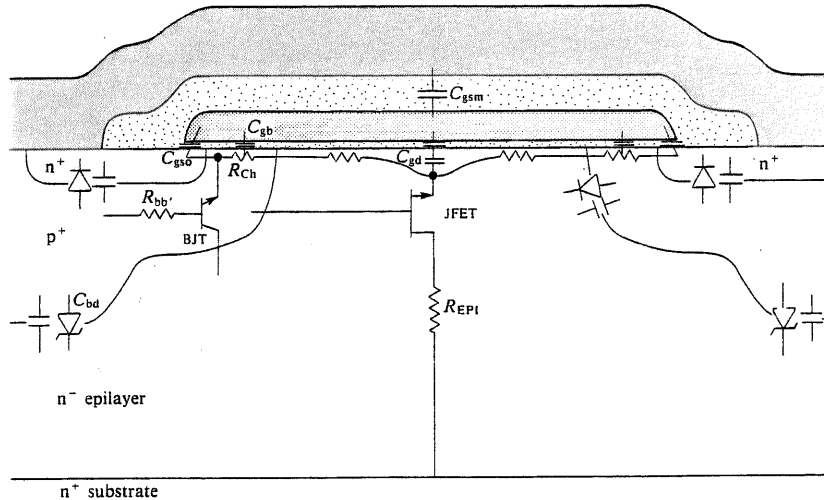 C_gsm
C_gb
n⁺
C_gso
R_Ch
C_gd
n⁺
R_bb'
p⁺
BJT
JFET
C_bd
R_EPI
n⁻ epilayer
n⁺ substrate